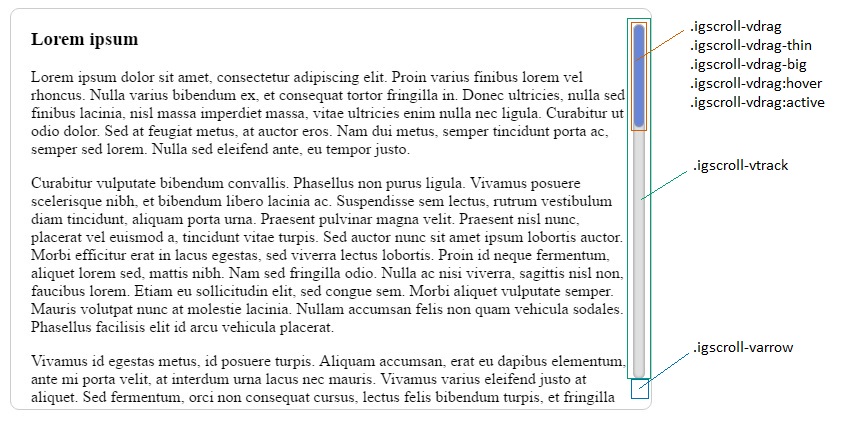 Lorem ipsum
Lorem ipsum dolor sit amet, consectetur adipiscing elit. Proin varius finibus lorem vel
rhoncus. Nulla varius bibendum ex, et consequat tortor fringilla in. Donec ultricies, nulla sed
finibus lacinia, nisl massa imperdiet massa, vitae ultricies enim nulla nec ligula. Curabitur ut
odio dolor. Sed at feugiat metus, at auctor eros. Nam dui metus, semper tincidunt porta ac,
semper sed lorem. Nulla sed eleifend ante, eu tempor justo.
Curabitur vulputate bibendum convallis. Phasellus non purus ligula. Vivamus posuere
scelerisque nibh, et bibendum libero lacinia ac. Suspendisse sem lectus, rutrum vestibulum
diam tincidunt, aliquam porta urna. Praesent pulvinar magna velit. Praesent nisl nunc,
placerat vel euismod a, tincidunt vitae turpis. Sed auctor nunc sit amet ipsum lobortis auctor.
Morbi efficitur erat in lacus egestas, sed viverra lectus lobortis. Proin id neque fermentum,
aliquet lorem sed, mattis nibh. Nam sed fringilla odio. Nulla ac nisi viverra, sagittis nisl non,
faucibus lorem. Etiam eu sollicitudin elit, sed congue sem. Morbi aliquet vulputate semper.
Mauris volutpat nunc at molestie lacinia. Nullam accumsan felis non quam vehicula sodales.
Phasellus facilisis elit id arcu vehicula placerat.
Vivamus id egestas metus, id posuere turpis. Aliquam accumsan, erat eu dapibus elementum,
ante mi porta velit, at interdum urna lacus nec mauris. Vivamus varius eleifend justo at
aliquet. Sed fermentum, orci non consequat cursus, lectus felis bibendum turpis, et fringilla
.igscroll-vdrag
.igscroll-vdrag-thin
.igscroll-vdrag-big
.igscroll-vdrag:hover
.igscroll-vdrag:active
.igscroll-vtrack
.igscroll-varrow